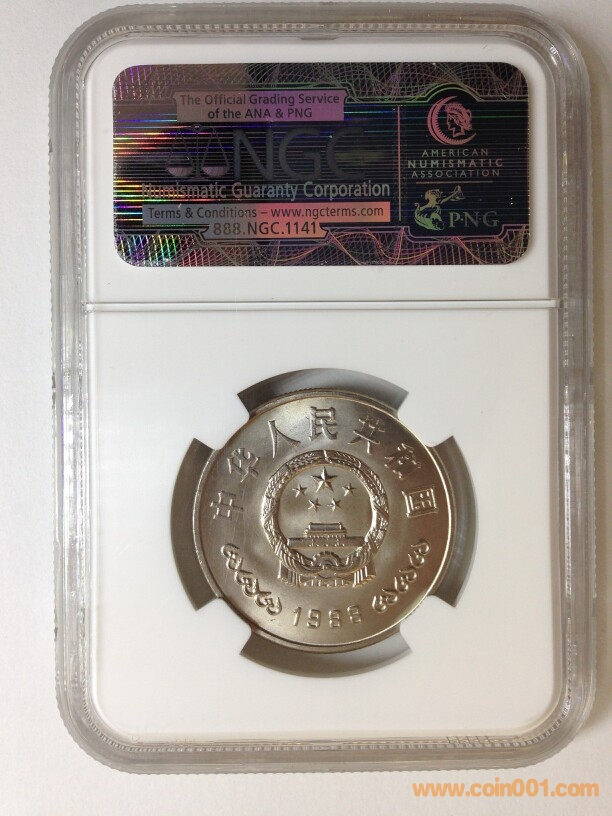 The Official Grading Service
of the ANA & PNG
NGC
Numismatic Guaranty Corporation
Terms & Conditions – www.ngcterms.com
888.NGC.1141
AMERICAN
NUMISMATIC
ASSOCIATION
PNG
中华人民共和国
1988
www.coin001.com